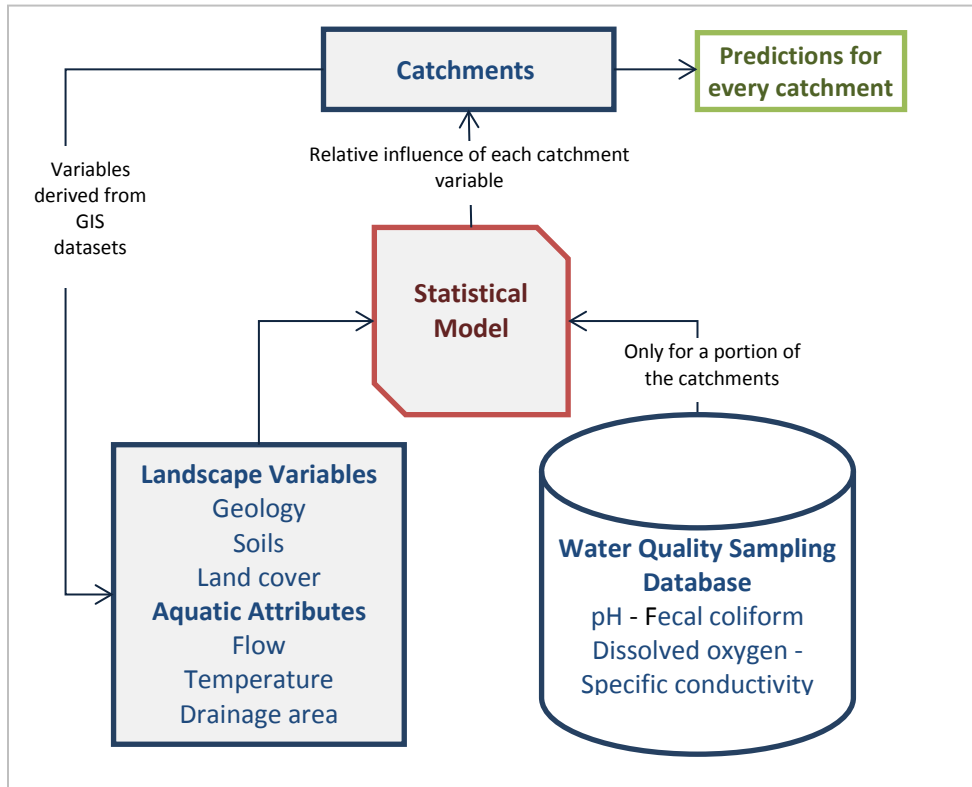 Catchments
Predictions for
every catchment
Variables
derived from
GIS
datasets
Relative influence of each catchment
variable
Statistical
Model
Only for a portion of
the catchments
Landscape Variables
Geology
Soils
Land cover
Aquatic Attributes
Flow
Temperature
Drainage area
Water Quality Sampling
Database
pH - Fecal coliform
Dissolved oxygen -
Specific conductivity